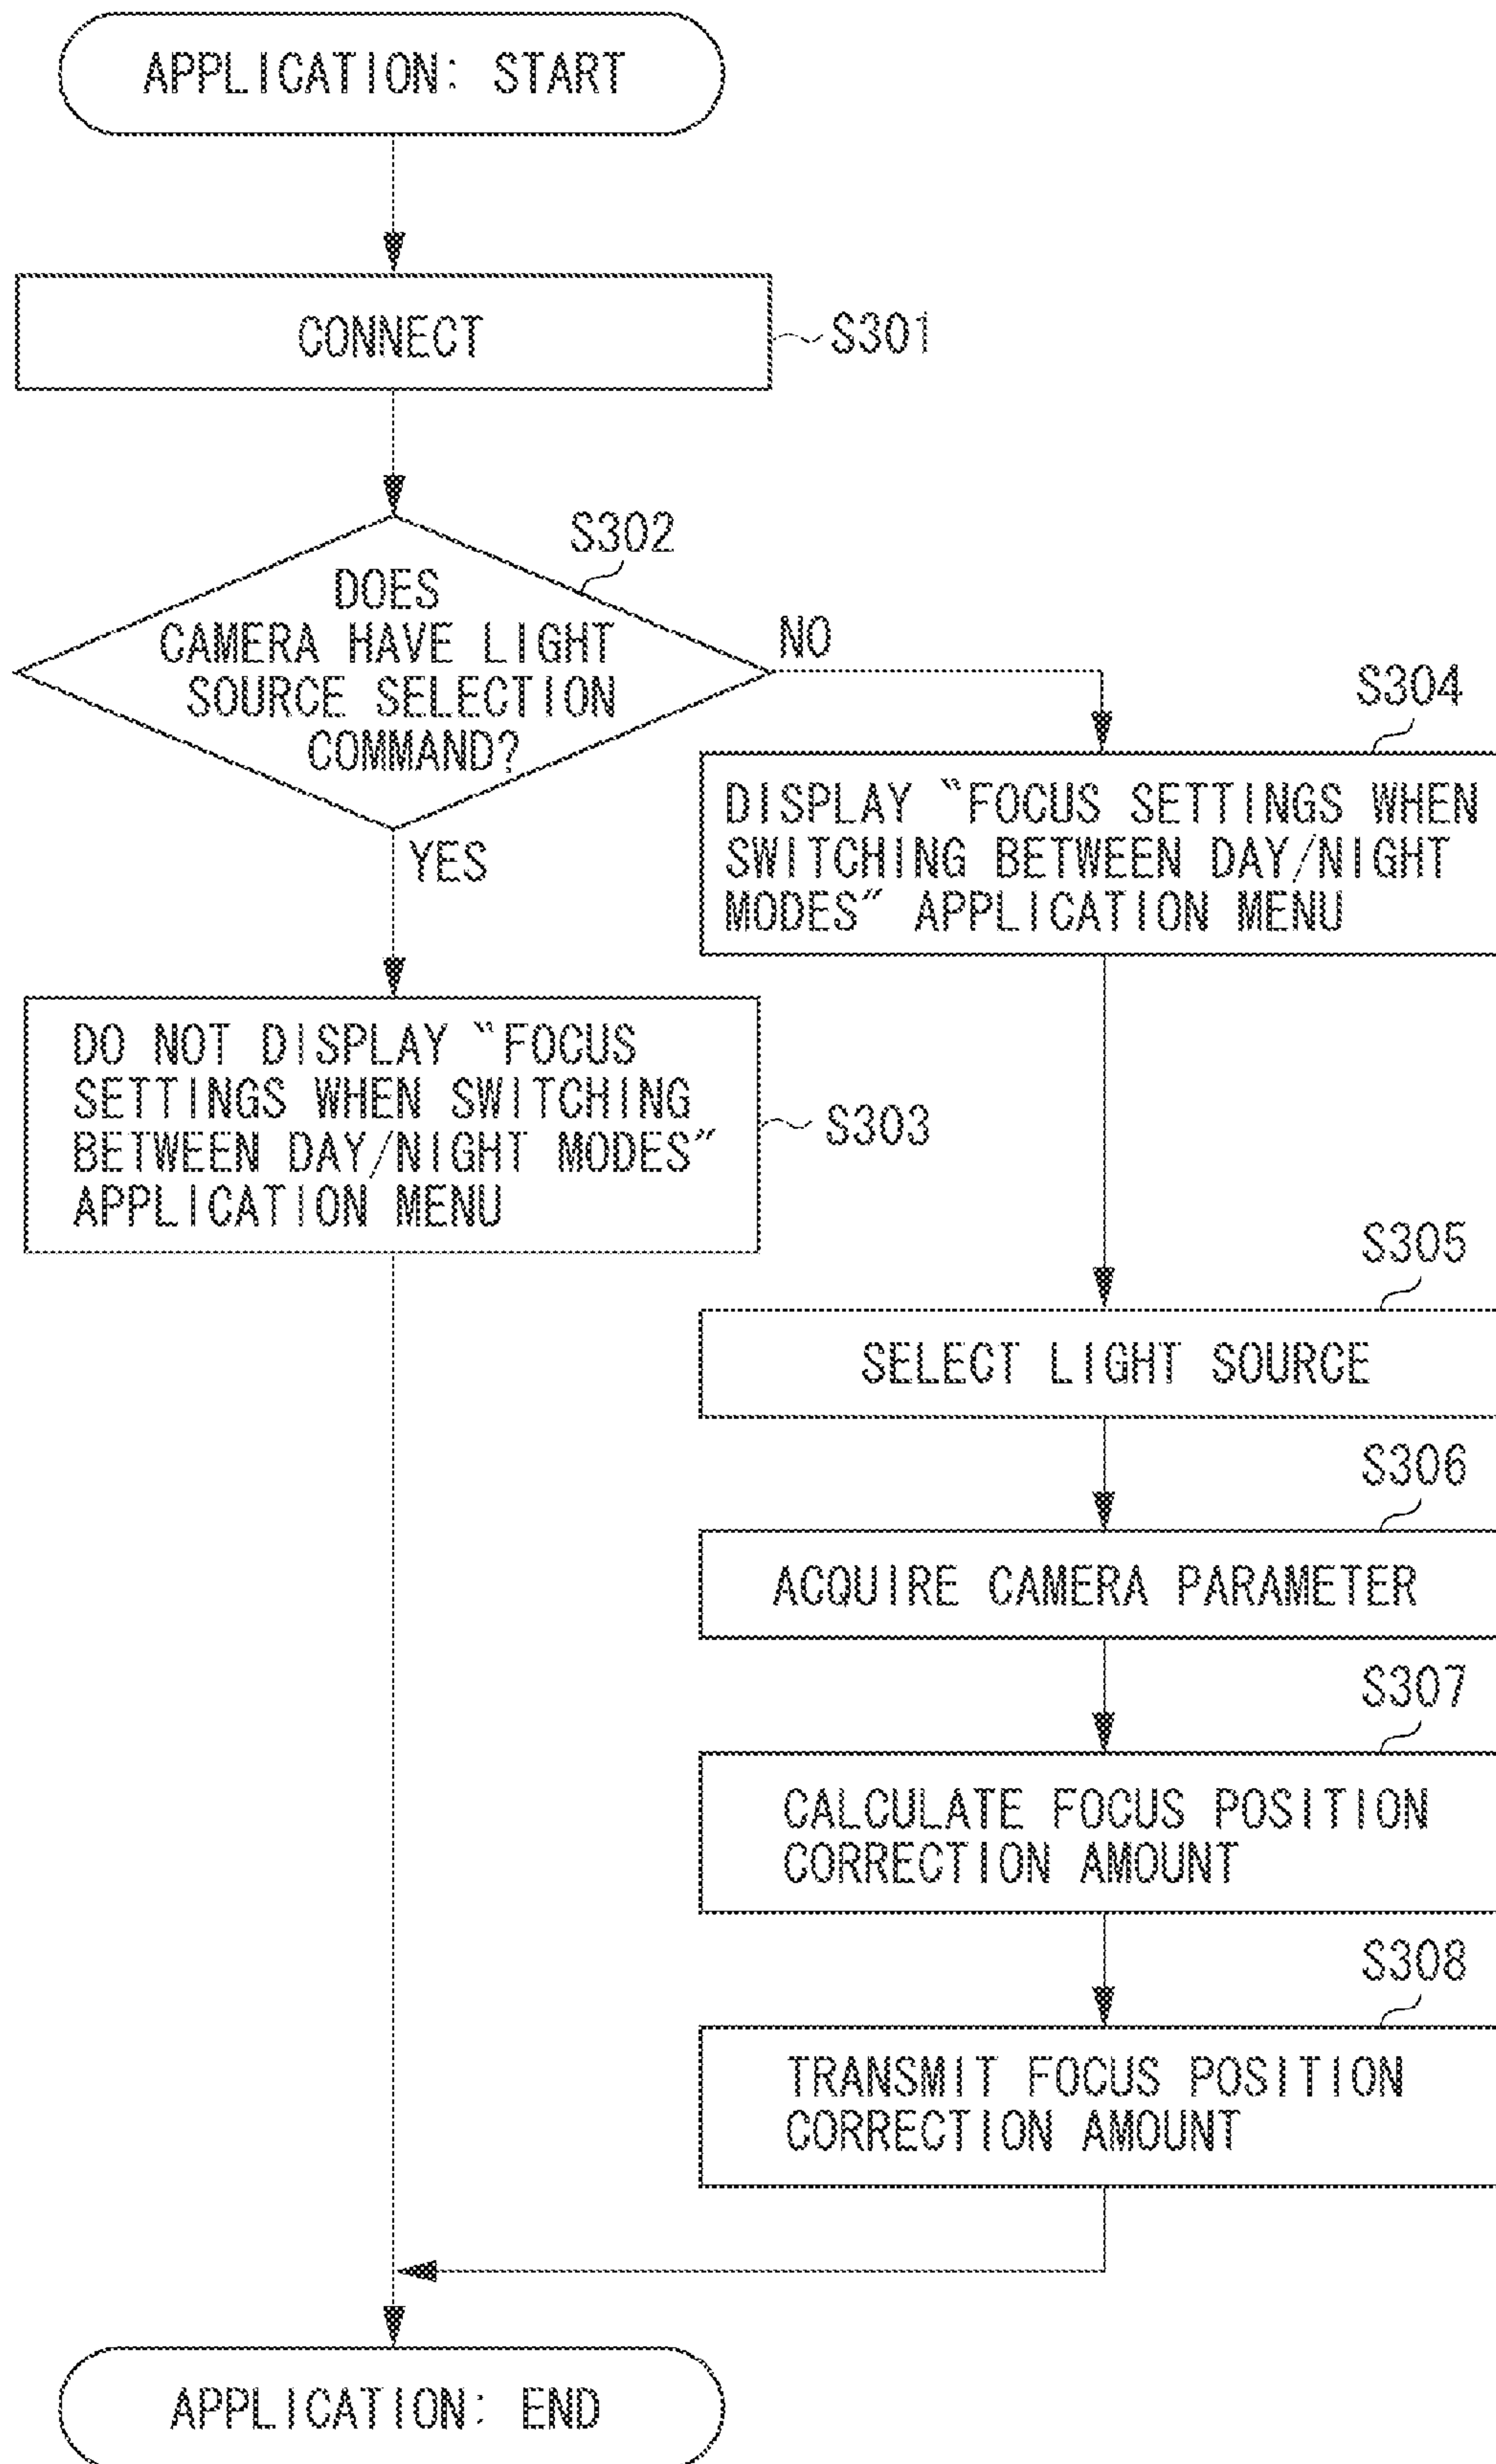 APPLICATION: START
CONNECT
S301
S302
DOES
CAMERA HAVE LIGHT
SOURCE SELECTION
COMMAND?
NO
YES
S304
DISPLAY “FOCUS SETTINGS WHEN
SWITCHING BETWEEN DAY/NIGHT
MODES” APPLICATION MENU
DO NOT DISPLAY “FOCUS
SETTINGS WHEN SWITCHING
BETWEEN DAY/NIGHT MODES”
APPLICATION MENU
S303
S305
SELECT LIGHT SOURCE
S306
ACQUIRE CAMERA PARAMETER
S307
CALCULATE FOCUS POSITION
CORRECTION AMOUNT
S308
TRANSMIT FOCUS POSITION
CORRECTION AMOUNT
APPLICATION: END